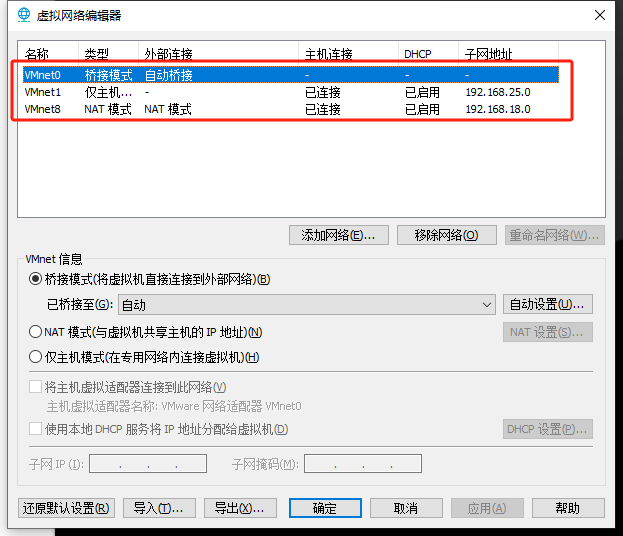 虚拟网络编辑器
名称 类型 外部连接 主机连接 DHCP 子网地址
VMnet0 桥接模式 自动桥接 - - -
VMnet1 仅主机... - 已连接 已启用 192.168.25.0
VMnet8 NAT 模式 NAT 模式 已连接 已启用 192.168.18.0
添加网络(E)... 移除网络(O) 重命名网络(W)...
VMnet 信息
桥接模式(将虚拟机直接连接到外部网络)(B)
已桥接至(G): 自动 自动设置(U)...
NAT 模式(与虚拟机共享主机的 IP 地址)(N) NAT 设置(S)...
仅主机模式(在专用网络内连接虚拟机)(H)
将主机虚拟适配器连接到此网络(V)
主机虚拟适配器名称: VMware 网络适配器 VMnet0
使用本地 DHCP 服务将 IP 地址分配给虚拟机(D) DHCP 设置(P)...
子网 IP (I): . . . 子网掩码(M): . . .
还原默认设置(R) 导入(T)... 导出(X)... 确定 取消 应用(A) 帮助